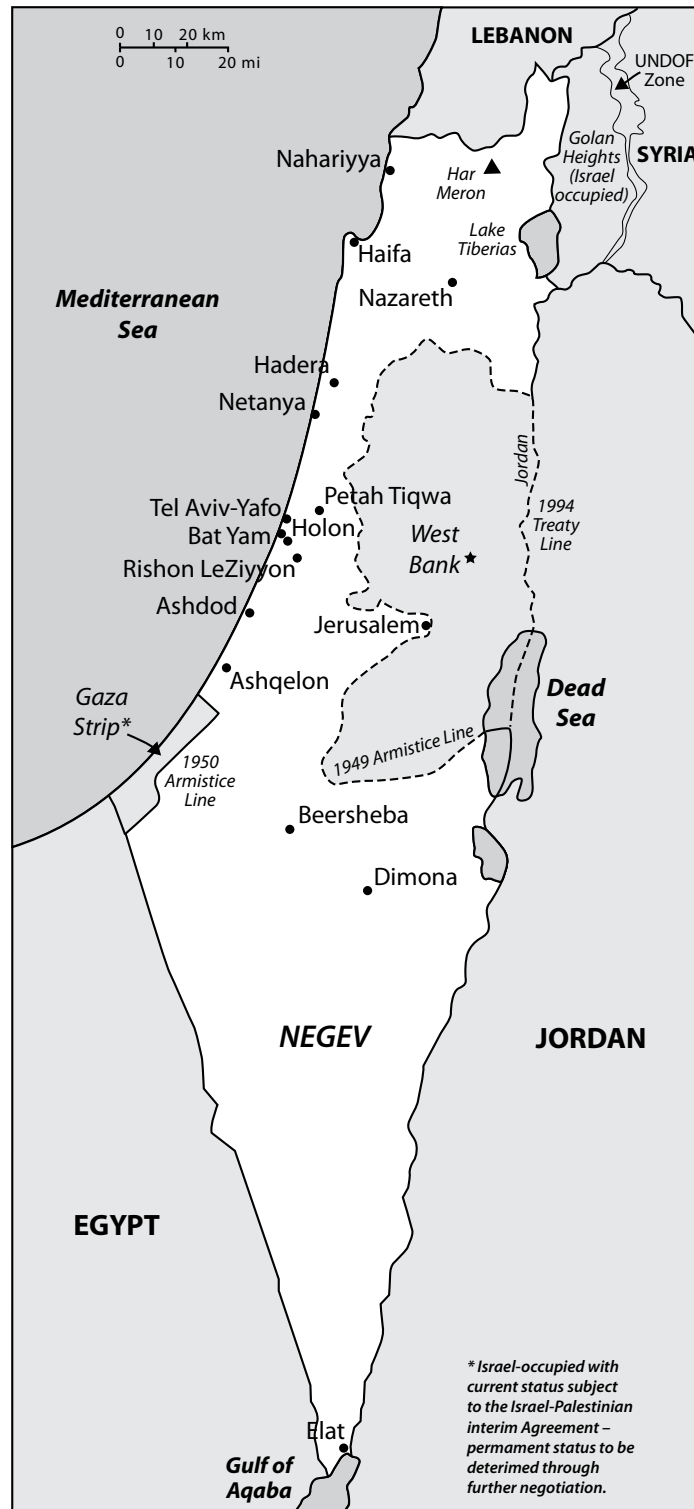 LEBANON
0 10 20 km
0 10 20 mi
UNDOF
Zone
Golan
Heights
(Israel
occupied)
SYRIA
Nahariyya
Har
Meron
Lake
Tiberias
Haifa
Nazareth
Mediterranean
Sea
Hadera
Netanya
Jordan
1994
Treaty
Line
Petah Tiqwa
Tel Aviv-Yafo
Holon
Bat Yam
West
Bank
Rishon LeZiyyon
Ashdod
Jerusalem
Ashqelon
Dead
Sea
Gaza
Strip*
1949 Armistice Line
1950
Armistice
Line
Beersheba
Dimona
NEGEV
JORDAN
EGYPT
* Israel-occupied with
current status subject
to the Israel-Palestinian
interim Agreement –
permament status to be
deterimed through
further negotiation.
Elat
Gulf of
Aqaba